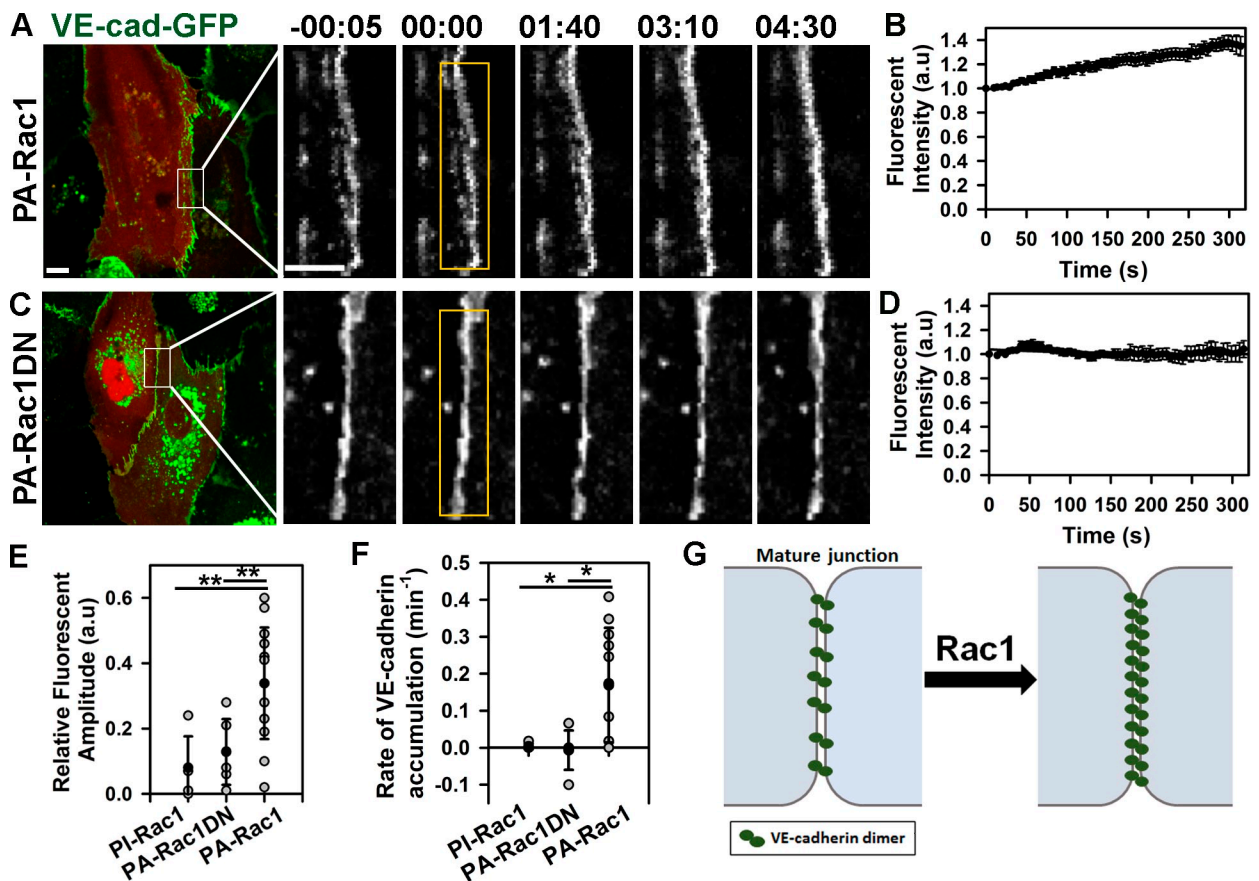 A VE-cad-GFP -00:05 00:00 01:40 03:10 04:30
PA-Rac1
B
Fluorescent
Intensity (a.u)
1.4
1.2
1.0
0.8
0.6
0.4
0.2
0.0
0 50 100 150 200 250 300
Time (s)
C
PA-Rac1DN
D
Fluorescent
Intensity (a.u)
1.4
1.2
1.0
0.8
0.6
0.4
0.2
0.0
0 50 100 150 200 250 300
Time (s)
E
Relative Fluorescent
Amplitude (a.u)
0.6
0.4
0.2
0.0
** **
PI-Rac1
PA-Rac1DN
PA-Rac1
F
Rate of VE-cadherin
accumulation (min-1)
0.5
0.4
0.3
0.2
0.1
0.0
-0.1
* *
PI-Rac1
PA-Rac1DN
PA-Rac1
G
Mature junction
Rac1
VE-cadherin dimer